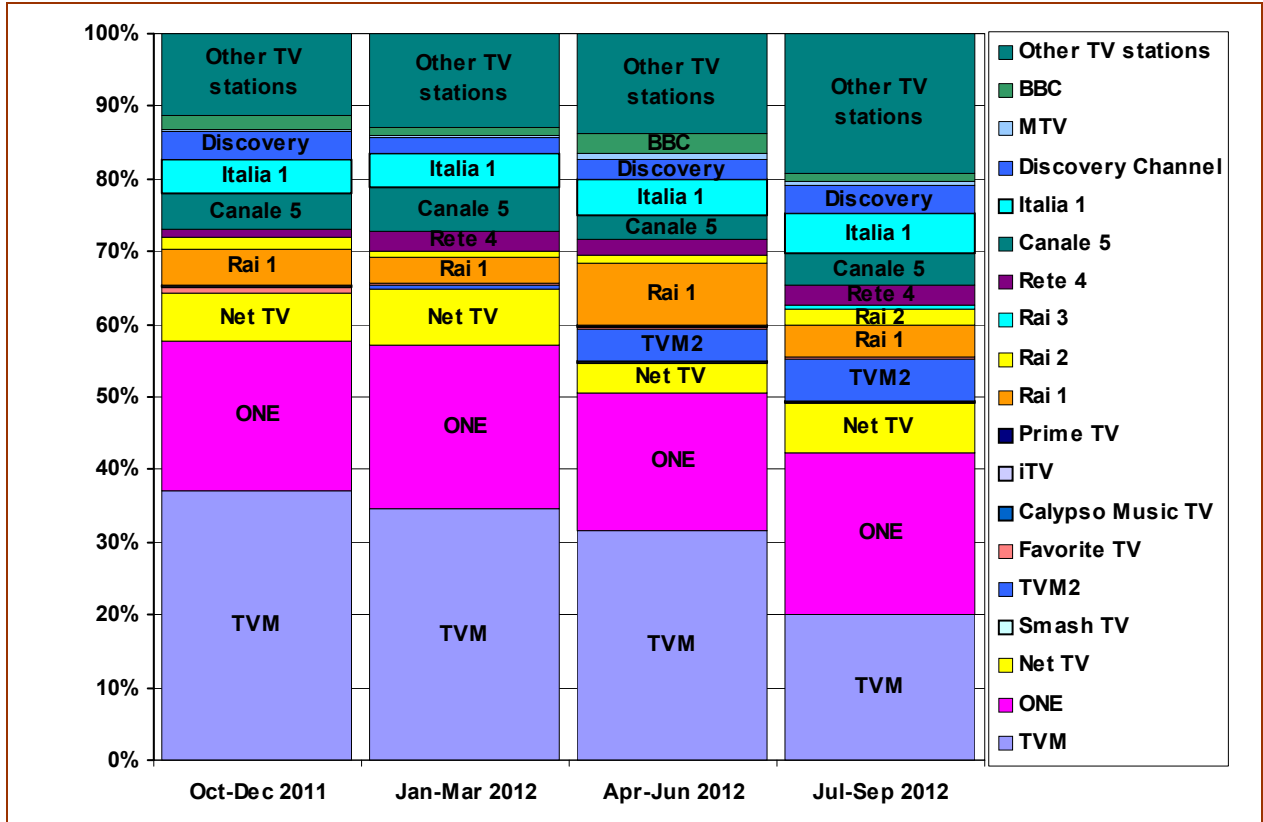 100%
90%
80%
70%
60%
50%
40%
30%
20%
10%
0%
Other TV
stations
Discovery
Italia 1
Canale 5
Rai 1
Net TV
ONE
TVM
Oct-Dec 2011
Other TV
stations
Italia 1
Canale 5
Rete 4
Rai 1
Net TV
ONE
TVM
Jan-Mar 2012
Other TV
stations
BBC
Discovery
Italia 1
Canale 5
Rai 1
TVM2
Net TV
ONE
TVM
Apr-Jun 2012
Other TV
stations
Discovery
Italia 1
Canale 5
Rete 4
Rai 2
Rai 1
TVM2
Net TV
ONE
TVM
Jul-Sep 2012
Other TV stations
BBC
MTV
Discovery Channel
Italia 1
Canale 5
Rete 4
Rai 3
Rai 2
Rai 1
Prime TV
iTV
Calypso Music TV
Favorite TV
TVM2
Smash TV
Net TV
ONE
TVM